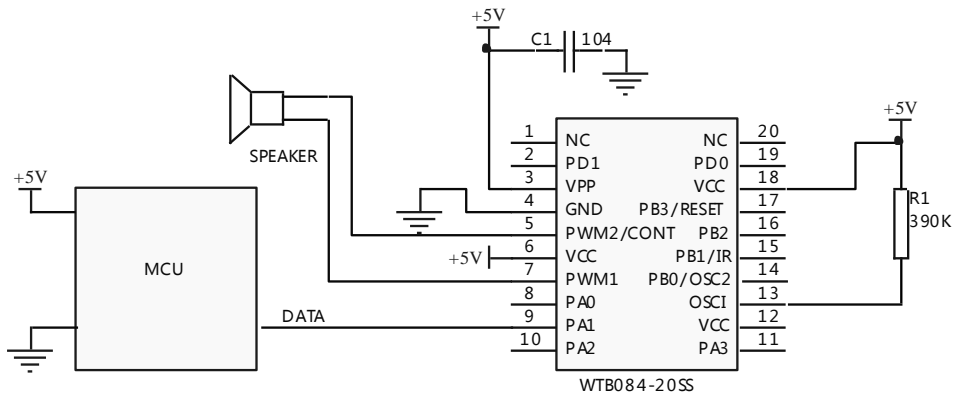 +5V
C1 104
+5V
SPEAKER
+5V
MCU
DATA
+5V
1 NC NC 20
2 PD1 PD0 19
3 VPP VCC 18
4 GND PB3/RESET 17
5 PWM2/CONT PB2 16
6 VCC PB1/IR 15
7 PWM1 PB0/OSC2 14
8 PA0 OSCI 13
9 PA1 VCC 12
10 PA2 PA3 11
R1
390K
WTB084-20SS